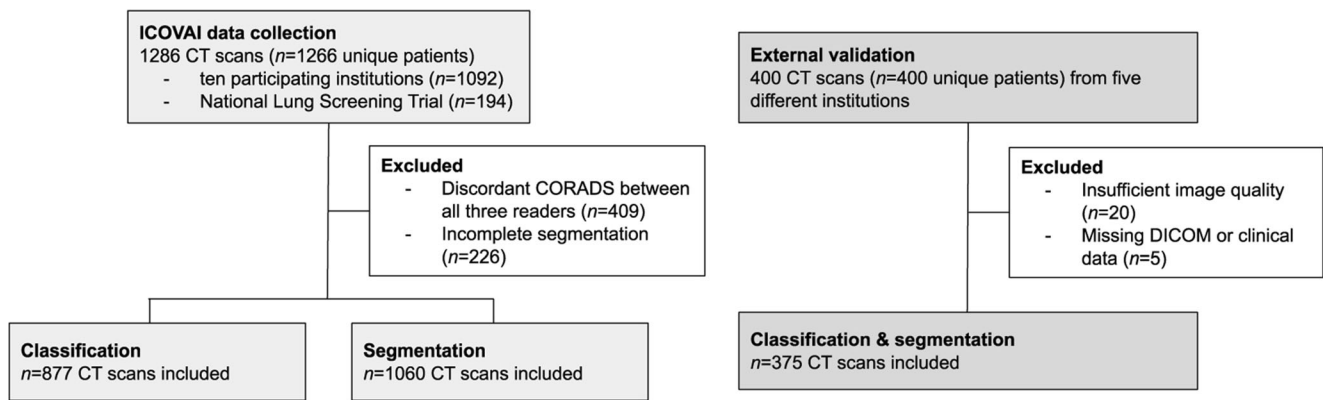 ICOVAI data collection
1286 CT scans (n=1266 unique patients)
- ten participating institutions (n=1092)
- National Lung Screening Trial (n=194)
Excluded
- Discordant CORADS between
all three readers (n=409)
- Incomplete segmentation
(n=226)
Classification
n=877 CT scans included
Segmentation
n=1060 CT scans included
External validation
400 CT scans (n=400 unique patients) from five
different institutions
Excluded
- Insufficient image quality
(n=20)
- Missing DICOM or clinical
data (n=5)
Classification & segmentation
n=375 CT scans included